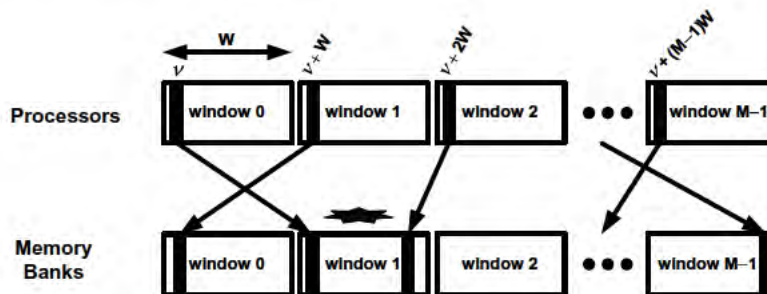 W
ν ν + W ν + 2W ν + (M−1)W
Processors window 0 window 1 window 2 ●●● window M−1
Memory
Banks
window 0 window 1 window 2 ●●● window M−1